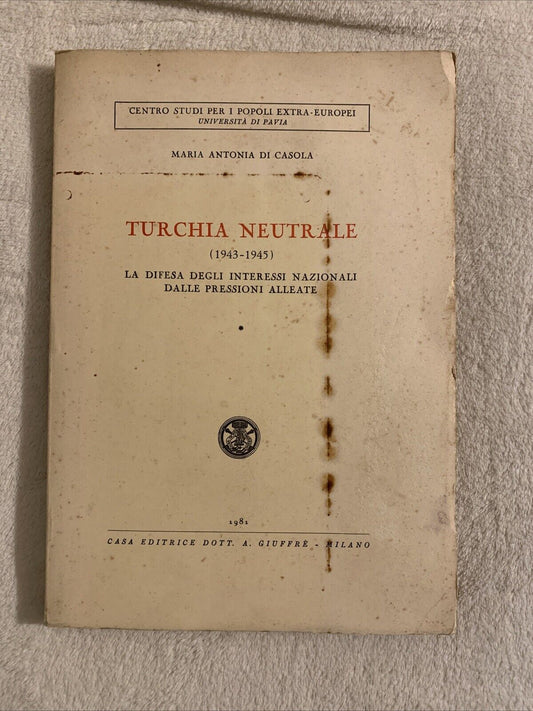 CENTRO STUDI PER I POPOLI EXTRA-EUROPEI
UNIVERSITÀ DI PAVIA
MARIA ANTONIA DI CASOLA
TURCHIA NEUTRALE
(1943-1945)
LA DIFESA DEGLI INTERESSI NAZIONALI
DALLE PRESSIONI ALLEATE
1981
CASA EDITRICE DOTT. A. GIUFFRÈ - MILANO